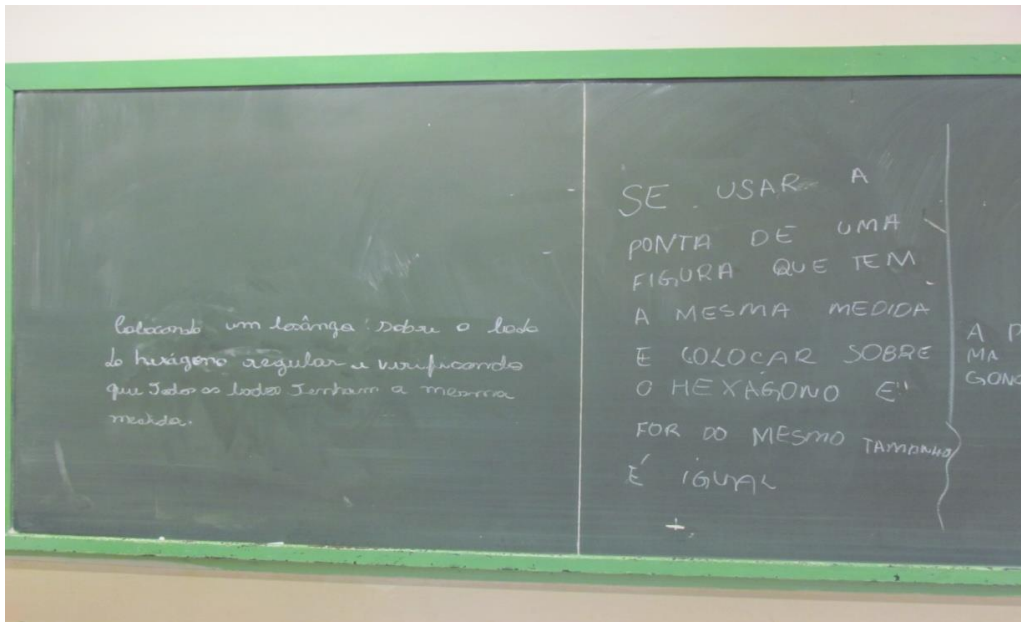 Colocando um losângo sobre o lado
do hexágono regular e verificando
que todos os lados tenham a mesma
medida.
SE USAR A
PONTA DE UMA
FIGURA QUE TEM
A MESMA MEDIDA
E COLOCAR SOBRE
O HEXÁGONO E"
FOR DO MESMO TAMANHO
É IGUAL
A P
MA
GONO